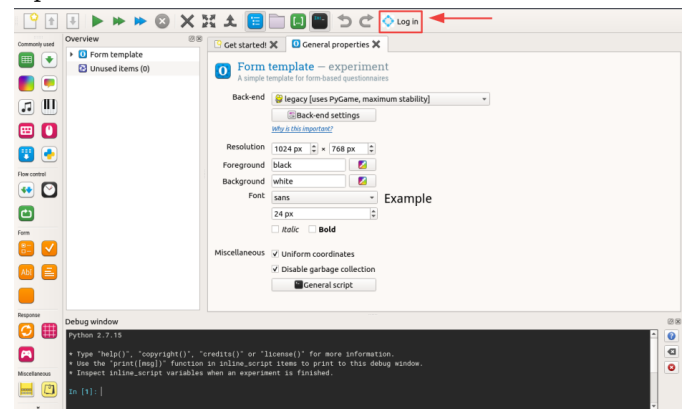 Log in
Commonly used
Overview
Form template
Unused items (0)
Get started!
General properties
Form template — experiment
A simple template for form-based questionnaires
Back-end
legacy [uses PyGame, maximum stability]
Back-end settings
Why is this important?
Resolution
1024 px × 768 px
Foreground
black
Background
white
Font
sans
Example
24 px
Italic Bold
Miscellaneous
Uniform coordinates
Disable garbage collection
General script
Flow control
Form
Ab|
Response
Miscellaneous
Debug window
Python 2.7.15
* Type "help()", "copyright()", "credits()" or "license()" for more information.
* Use the "print([msg])" function in inline_script items to print to this debug window.
* Inspect inline_script variables when an experiment is finished.
In [1]: